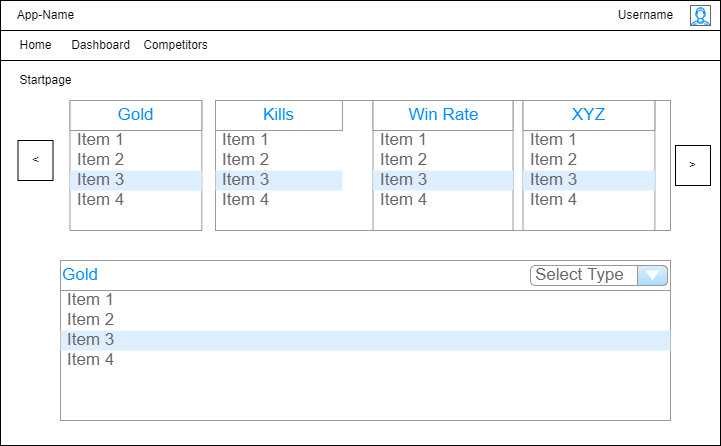 App-Name Username
Home Dashboard Competitors
Startpage
Gold Kills Win Rate XYZ
Item 1 Item 1 Item 1 Item 1
Item 2 Item 2 Item 2 Item 2
Item 3 Item 3 Item 3 Item 3
Item 4 Item 4 Item 4 Item 4
< >
Gold Select Type
Item 1
Item 2
Item 3
Item 4